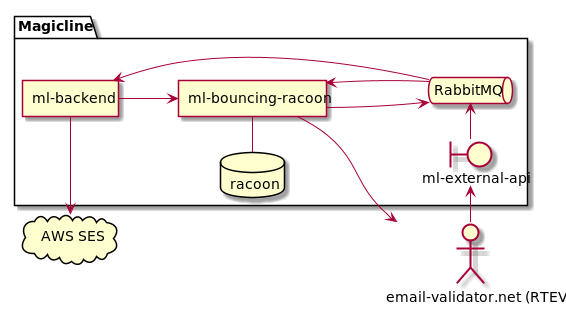 Magicline
RabbitMQ
ml-backend
ml-bouncing-racoon
ml-external-api
racoon
AWS SES
email-validator.net (RTEV